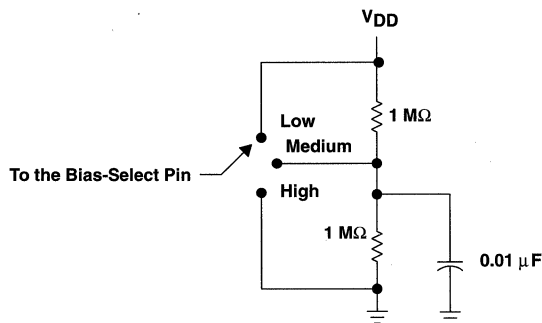 VDD
1 MΩ
Low
Medium
To the Bias-Select Pin
High
1 MΩ
0.01 μF